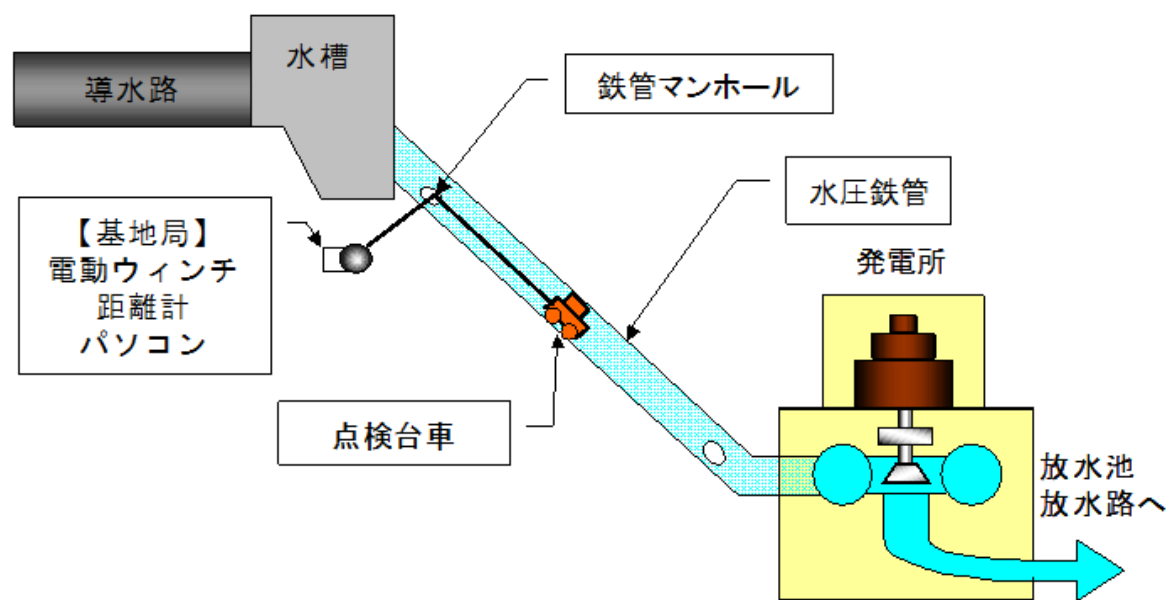 水槽
導水路
鉄管マンホール
水圧鉄管
【基地局】
電動ウィンチ
距離計
パソコン
発電所
点検台車
放水池
放水路へ